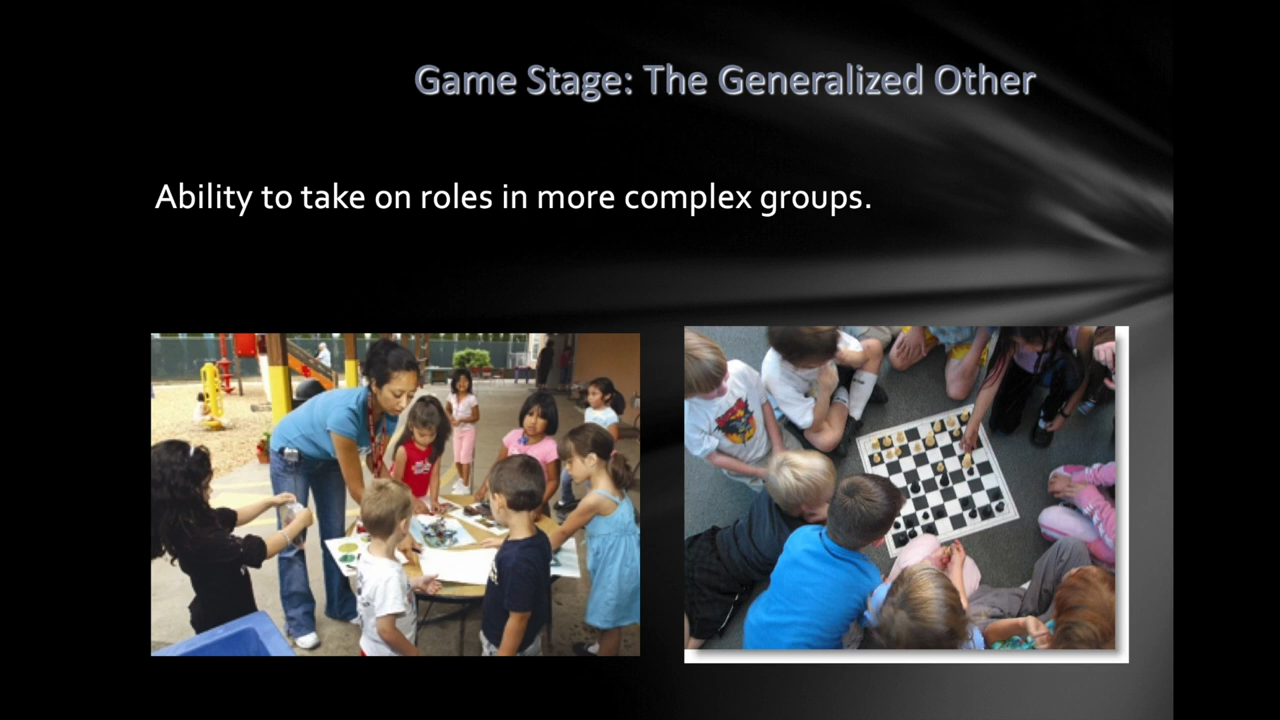 Game Stage: The Generalized Other
Ability to take on roles in more complex groups.